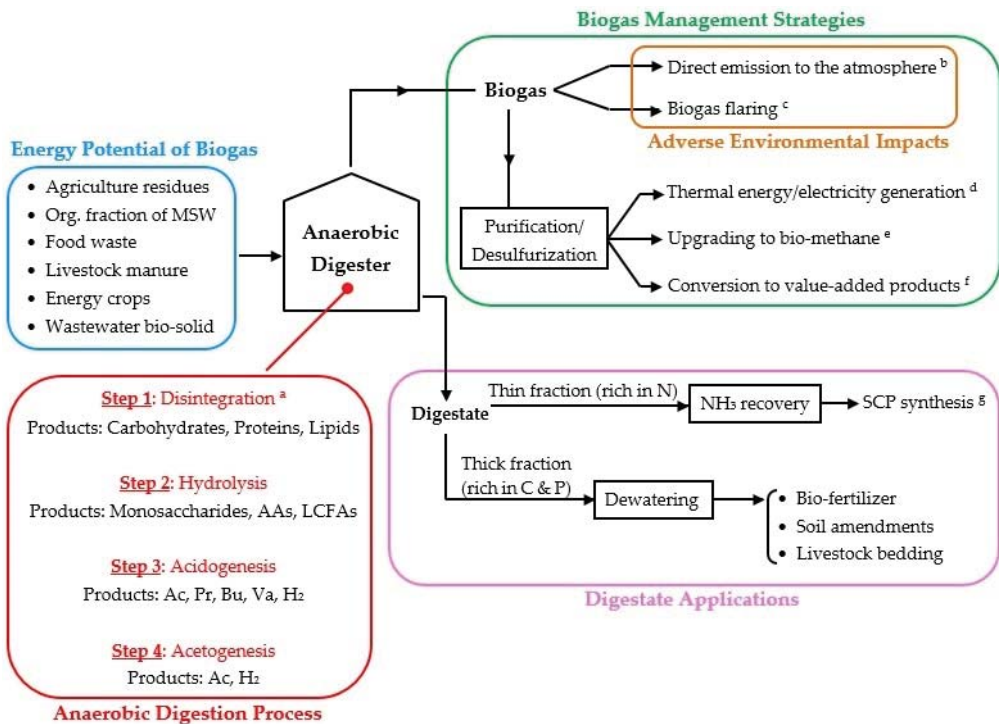 Biogas Management Strategies
Biogas
Direct emission to the atmosphere b
Biogas flaring c
Adverse Environmental Impacts
Purification/
Desulfurization
Thermal energy/electricity generation d
Upgrading to bio-methane e
Conversion to value-added products f
Energy Potential of Biogas
• Agriculture residues
• Org. fraction of MSW
• Food waste
• Livestock manure
• Energy crops
• Wastewater bio-solid
Anaerobic
Digester
Step 1: Disintegration a
Products: Carbohydrates, Proteins, Lipids
Step 2: Hydrolysis
Products: Monosaccharides, AAs, LCFAs
Step 3: Acidogenesis
Products: Ac, Pr, Bu, Va, H2
Step 4: Acetogenesis
Products: Ac, H2
Anaerobic Digestion Process
Digestate
Thin fraction (rich in N)
NH3 recovery
SCP synthesis g
Thick fraction
(rich in C & P)
Dewatering
• Bio-fertilizer
• Soil amendments
• Livestock bedding
Digestate Applications